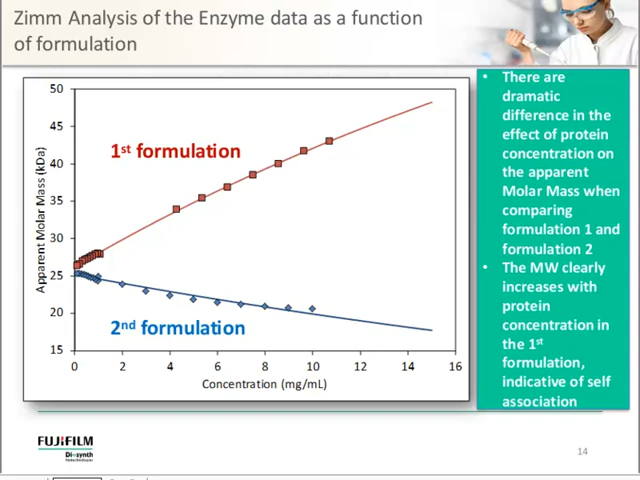 Zimm Analysis of the Enzyme data as a function
of formulation
50
45
40
35
30
25
20
15
Apparent Molar Mass (kDa)
1st formulation
2nd formulation
0 2 4 6 8 10 12 14 16
Concentration (mg/mL)
• There are
dramatic
difference in the
effect of protein
concentration on
the apparent
Molar Mass when
comparing
formulation 1 and
formulation 2
• The MW clearly
increases with
protein
concentration in
the 1st
formulation,
indicative of self
association
FUJIFILM
Diosynth
14